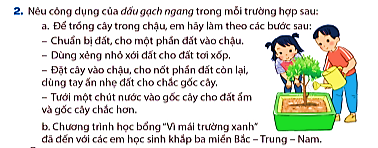 2. Nêu công dụng của dấu gạch ngang trong mỗi trường hợp sau:
a. Để trồng cây trong chậu, em hãy làm theo các bước sau:
– Chuẩn bị đất, cho một phần đất vào chậu.
– Dùng xẻng nhỏ xới đất cho đất tơi xốp.
– Đặt cây vào chậu, cho nốt phần đất còn lại,
dùng tay ấn nhẹ đất cho chắc gốc cây.
– Tưới một chút nước vào gốc cây cho đất ẩm
và gốc cây chắc hơn.
b. Chương trình học bổng "Vì mái trường xanh"
đã đến với các em học sinh khắp ba miền Bắc – Trung – Nam.